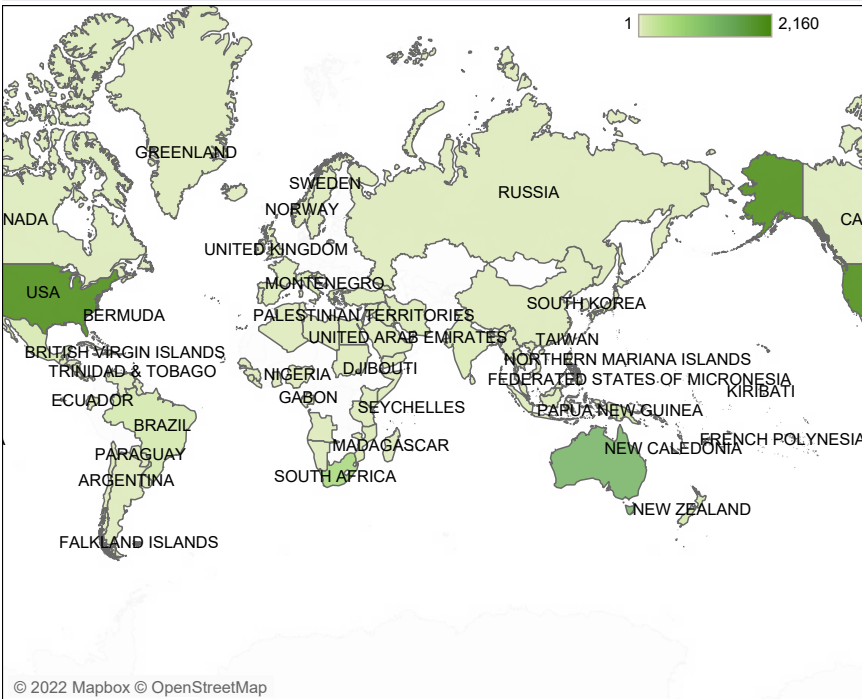 1 2,160
GREENLAND
SWEDEN
RUSSIA
NORWAY
NADA
CA
UNITED KINGDOM
MONTENEGRO
USA
SOUTH KOREA
BERMUDA
PALESTINIAN TERRITORIES
UNITED ARAB EMIRATES
TAIWAN
BRITISH VIRGIN ISLANDS
NORTHERN MARIANA ISLANDS
TRINIDAD & TOBAGO
NIGERIA
DJIBOUTI
FEDERATED STATES OF MICRONESIA
KIRIBATI
ECUADOR
GABON
SEYCHELLES
PAPUA NEW GUINEA
BRAZIL
MADAGASCAR
NEW CALEDONIA
FRENCH POLYNESIA
PARAGUAY
SOUTH AFRICA
ARGENTINA
NEW ZEALAND
FALKLAND ISLANDS
© 2022 Mapbox © OpenStreetMap